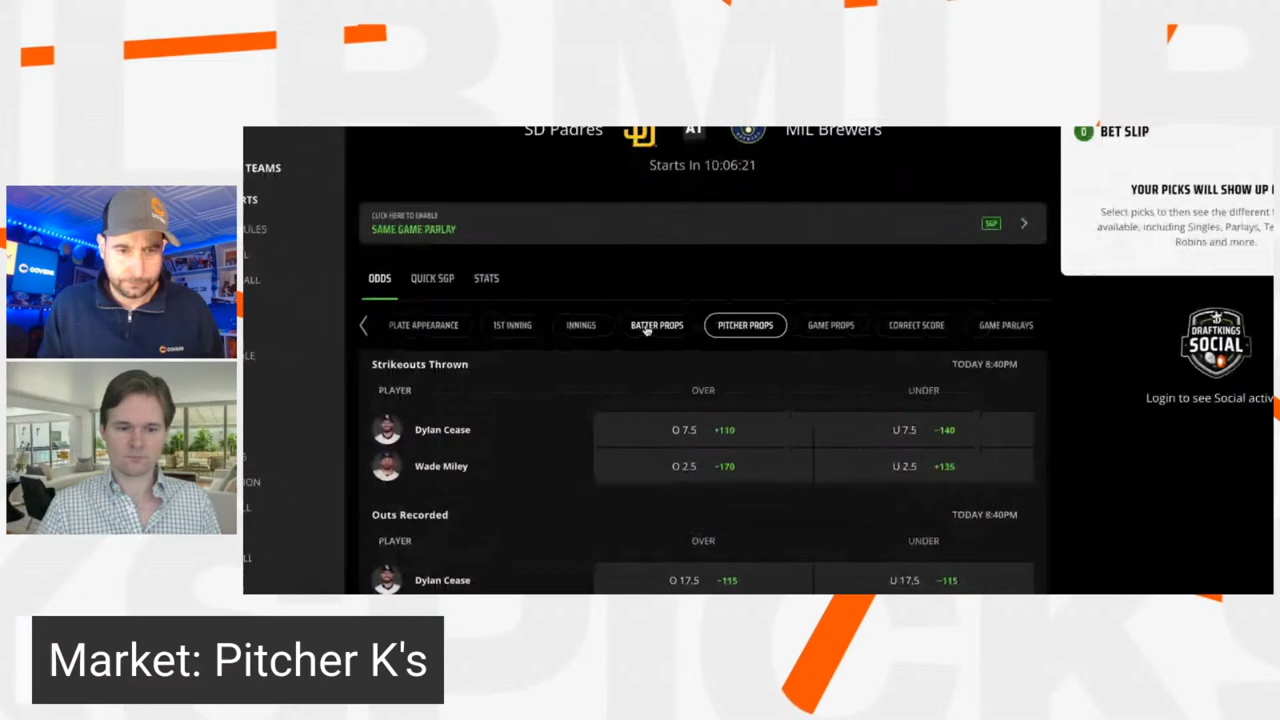 SD Padres AT MIL Brewers
Starts In 10:06:21
BET SLIP
YOUR PICKS WILL SHOW UP
Select picks to then see the different
available, including Singles, Parlays,
Robins and more.
TEAMS
CLICK HERE TO ENABLE
SAME GAME PARLAY
SGP
ODDS QUICK SGP STATS
PLATE APPEARANCE 1ST INNING INNINGS BATTER PROPS PITCHER PROPS GAME PROPS CORRECT SCORE GAME PARLAYS
Strikeouts Thrown TODAY 8:40PM
PLAYER OVER UNDER
Dylan Cease O 7.5 +110 U 7.5 −140
Wade Miley O 2.5 -170 U 2.5 +135
Outs Recorded TODAY 8:40PM
PLAYER OVER UNDER
Dylan Cease O 17.5 -115 U 17.5 −115
DRAFTKINGS
SOCIAL
Login to see Social activ
COVERS
Market: Pitcher K's